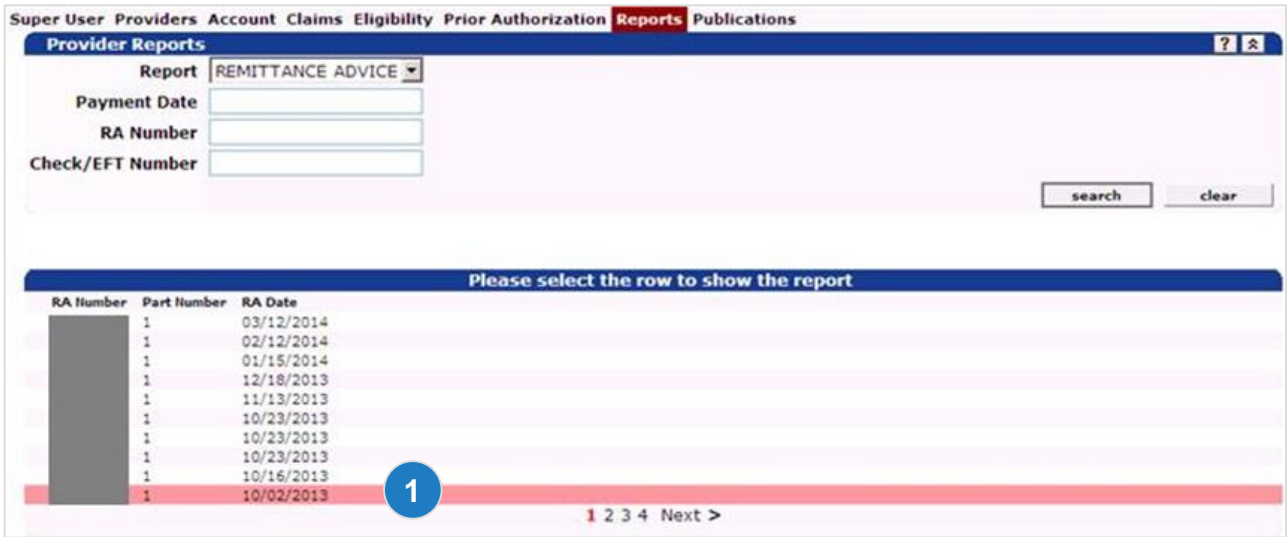 Super User Providers Account Claims Eligibility Prior Authorization Reports Publications
Provider Reports ?
Report REMITTANCE ADVICE
Payment Date
RA Number
Check/EFT Number
search clear
Please select the row to show the report
RA Number Part Number RA Date
1 03/12/2014
1 02/12/2014
1 01/15/2014
1 12/18/2013
1 11/13/2013
1 10/23/2013
1 10/23/2013
1 10/23/2013
1 10/16/2013
1 10/02/2013 1
1 2 3 4 Next >